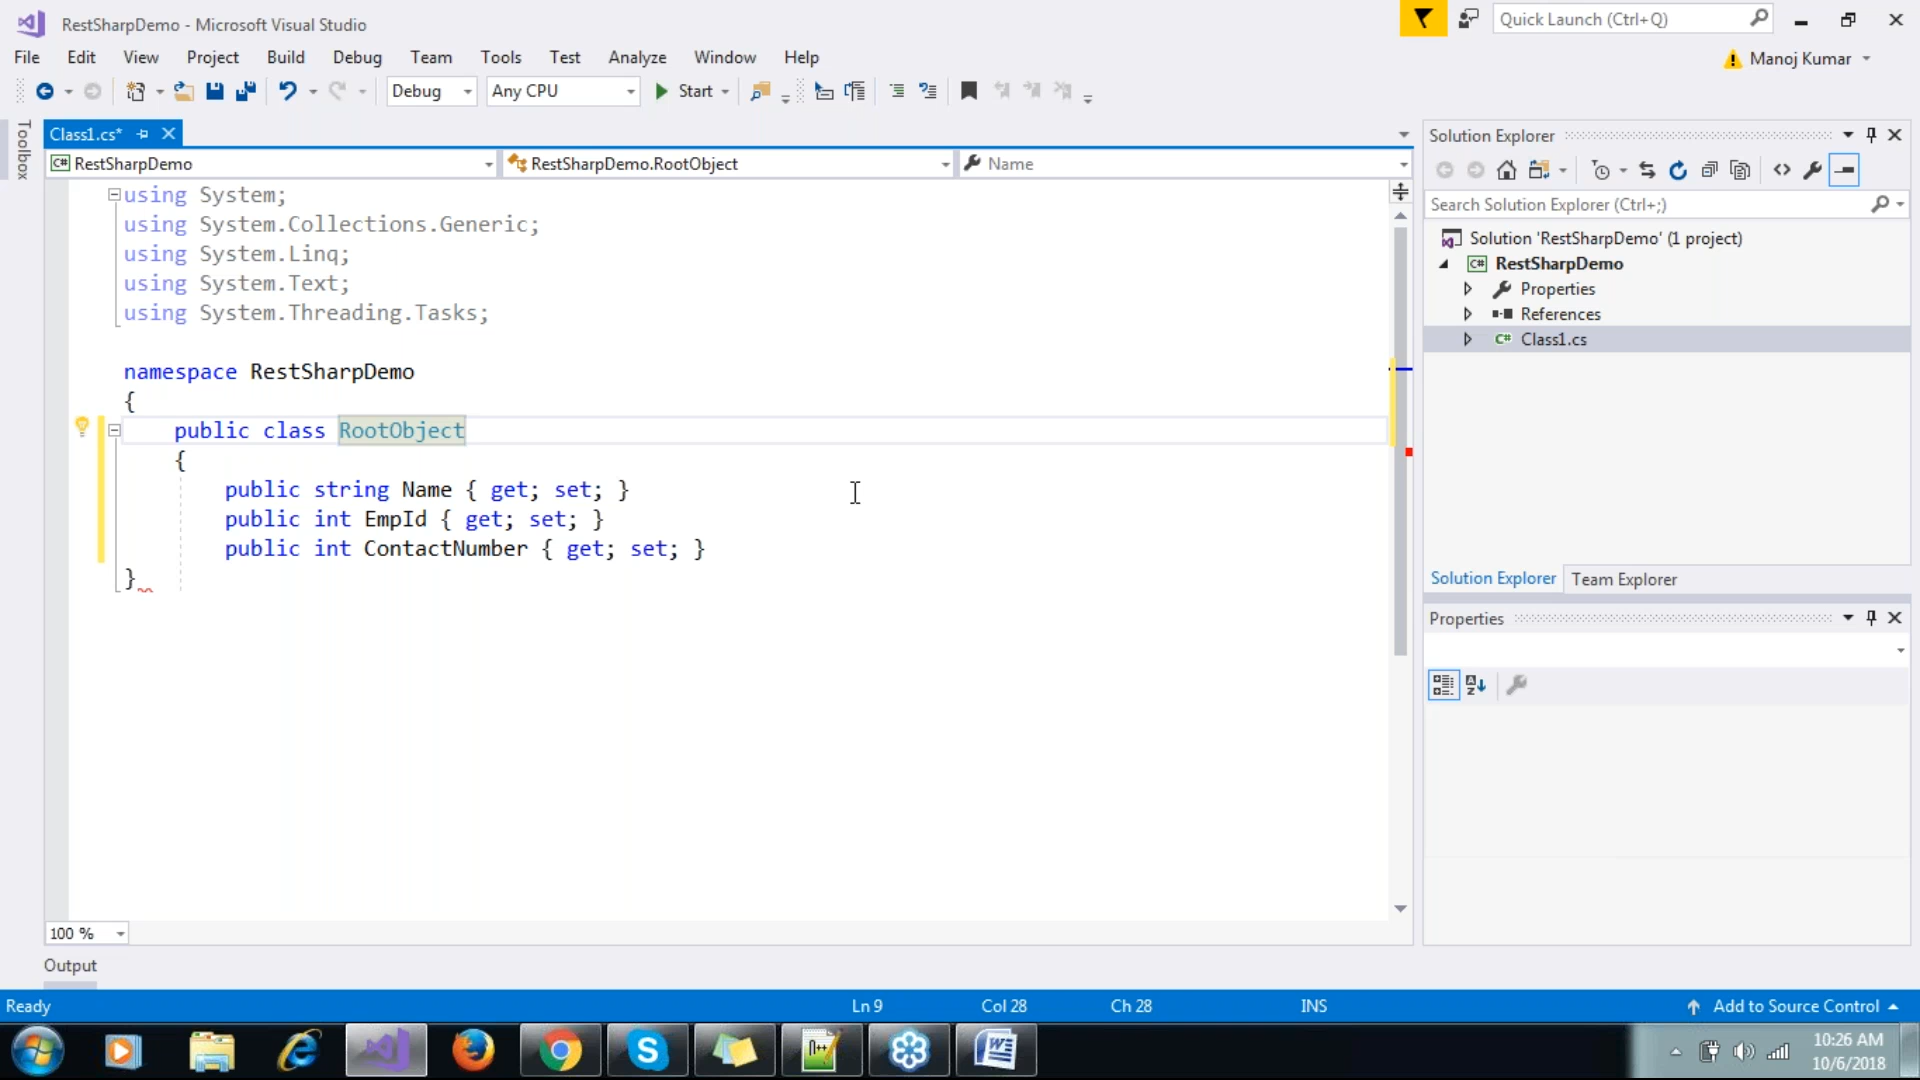 RestSharpDemo - Microsoft Visual Studio
Quick Launch (Ctrl+Q)
File Edit View Project Build Debug Team Tools Test Analyze Window Help
Manoj Kumar
Debug Any CPU Start
Toolbox
Class1.cs*
Solution Explorer
C# RestSharpDemo RestSharpDemo.RootObject Name
Search Solution Explorer (Ctrl+;)
using System;
using System.Collections.Generic;
using System.Linq;
using System.Text;
using System.Threading.Tasks;
namespace RestSharpDemo
{
public class RootObject
{
public string Name { get; set; }
public int EmpId { get; set; }
public int ContactNumber { get; set; }
}
Solution 'RestSharpDemo' (1 project)
C# RestSharpDemo
Properties
References
C# Class1.cs
Solution Explorer Team Explorer
Properties
100 %
Output
Ready Ln 9 Col 28 Ch 28 INS Add to Source Control
10:26 AM
10/6/2018